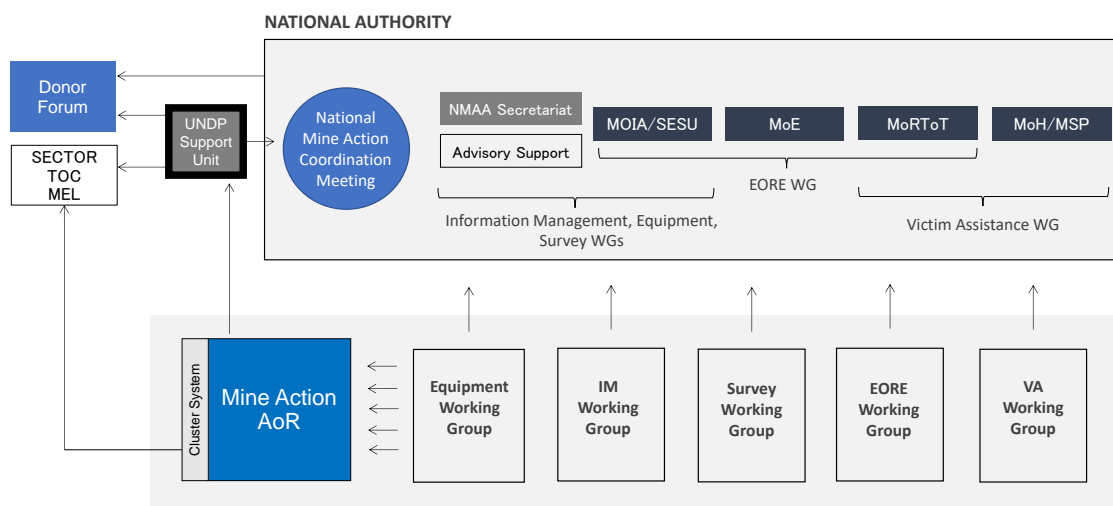 NATIONAL AUTHORITY
Donor
Forum
UNDP
Support
Unit
SECTOR
TOC
MEL
National
Mine Action
Coordination
Meeting
NMAA Secretariat
Advisory Support
MOIA/SESU
MoE
MoRToT
MoH/MSP
EORE WG
Information Management, Equipment,
Survey WGs
Victim Assistance WG
Cluster System
Mine Action
AoR
Equipment
Working
Group
IM
Working
Group
Survey
Working
Group
EORE
Working
Group
VA
Working
Group